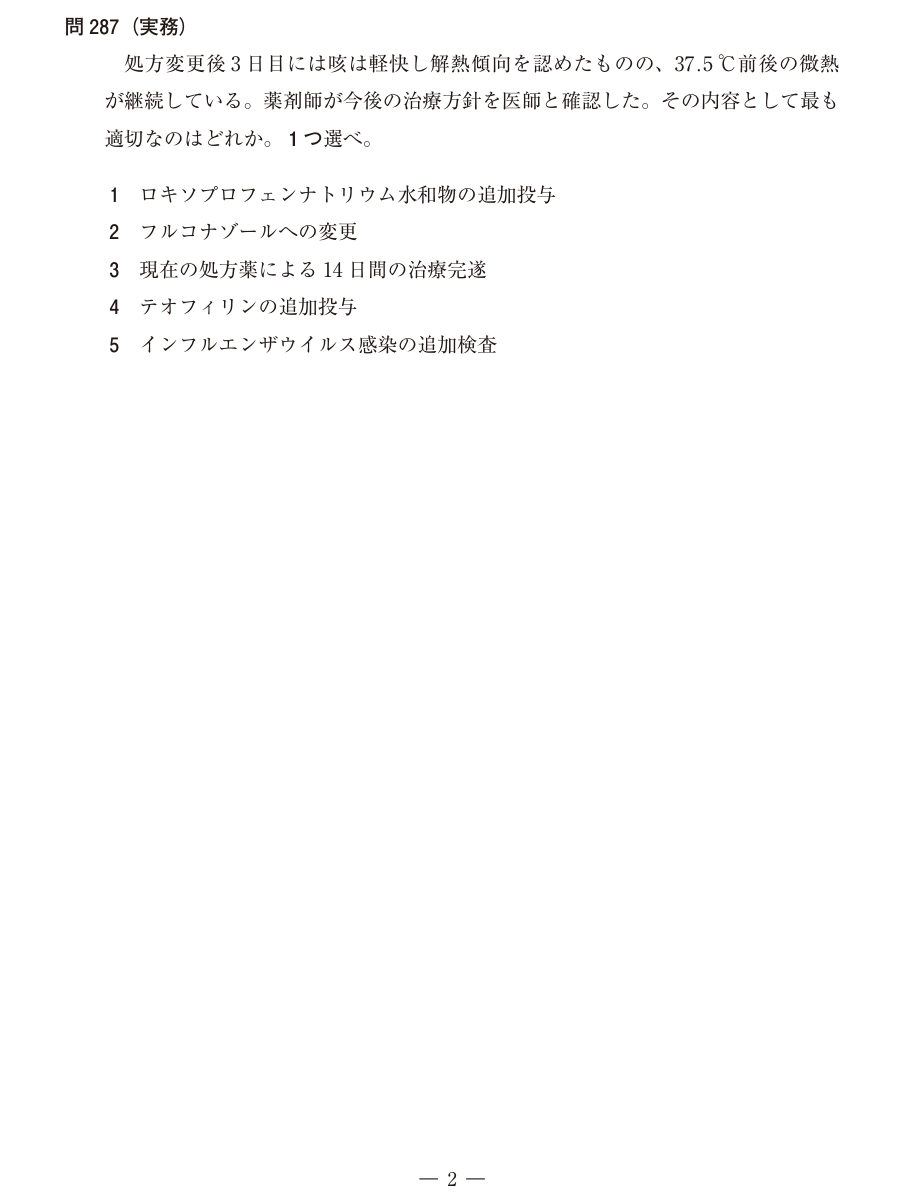 問 287（実務）
処方変更後 3 日目には咳は軽快し解熱傾向を認めたものの、37.5 ℃前後の微熱
が継続している。薬剤師が今後の治療方針を医師と確認した。その内容として最も
適切なのはどれか。1 つ選べ。
1 ロキソプロフェンナトリウム水和物の追加投与
2 フルコナゾールへの変更
3 現在の処方薬による 14 日間の治療完遂
4 テオフィリンの追加投与
5 インフルエンザウイルス感染の追加検査
― 2 ―